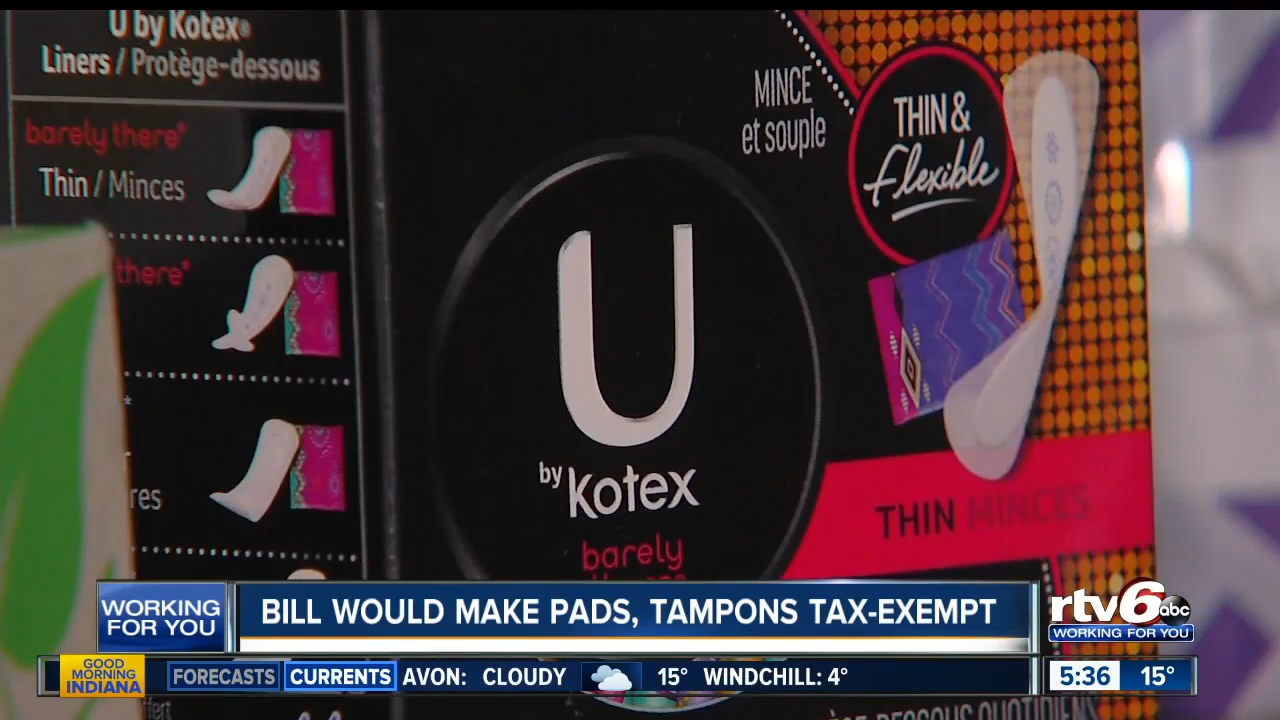 U by Kotex®
Liners / Protège-dessous
barely there*
Thin / Minces
there*
*
res
MINCE
et souple
THIN &
Flexible
U
by Kotex
barely
THIN MINCES
WORKING
FOR YOU
BILL WOULD MAKE PADS, TAMPONS TAX-EXEMPT
rtv6 abc
WORKING FOR YOU
GOOD
MORNING
INDIANA
FORECASTS CURRENTS AVON: CLOUDY 15° WINDCHILL: 4°
5:36 15°